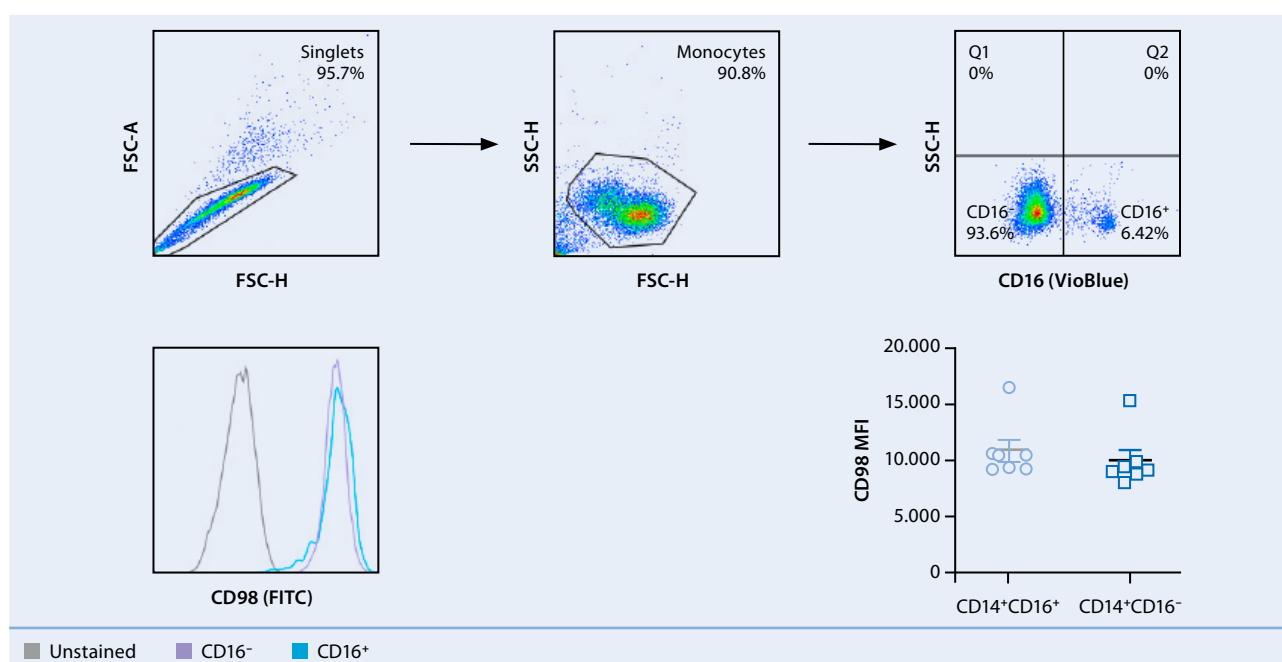 Singlets
95.7%
FSC-A
FSC-H
Monocytes
90.8%
SSC-H
FSC-H
Q1
0%
Q2
0%
SSC-H
CD16⁻
93.6%
CD16⁺
6.42%
CD16 (VioBlue)
CD98 (FITC)
20.000
15.000
10.000
5.000
0
CD98 MFI
CD14⁺CD16⁺
CD14⁺CD16⁻
Unstained
CD16⁻
CD16⁺